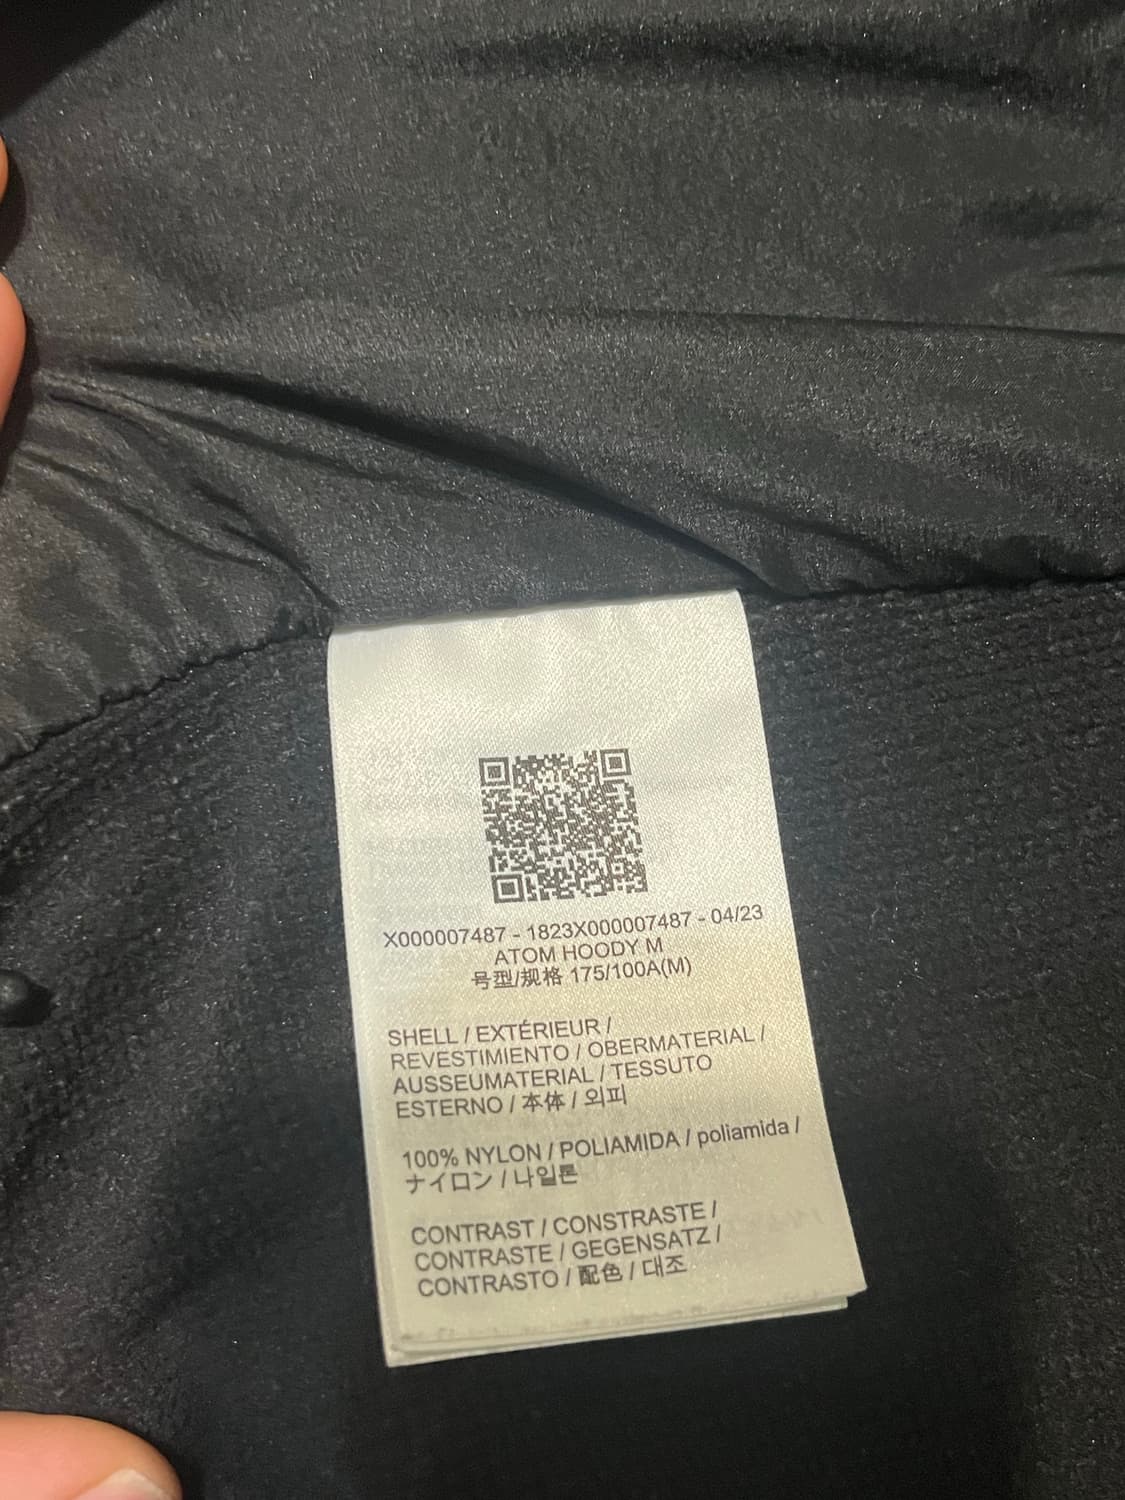 X000007487 - 1823X000007487 - 04/23
ATOM HOODY M
号型/规格 175/100A(M)
SHELL / EXTÉRIEUR /
REVESTIMIENTO / OBERMATERIAL /
AUSSEUMATERIAL / TESSUTO
ESTERNO / 本体 / 외피
100% NYLON / POLIAMIDA / poliamida /
ナイロン / 나일론
CONTRAST / CONSTRASTE /
CONTRASTE / GEGENSATZ /
CONTRASTO / 配色 / 대조